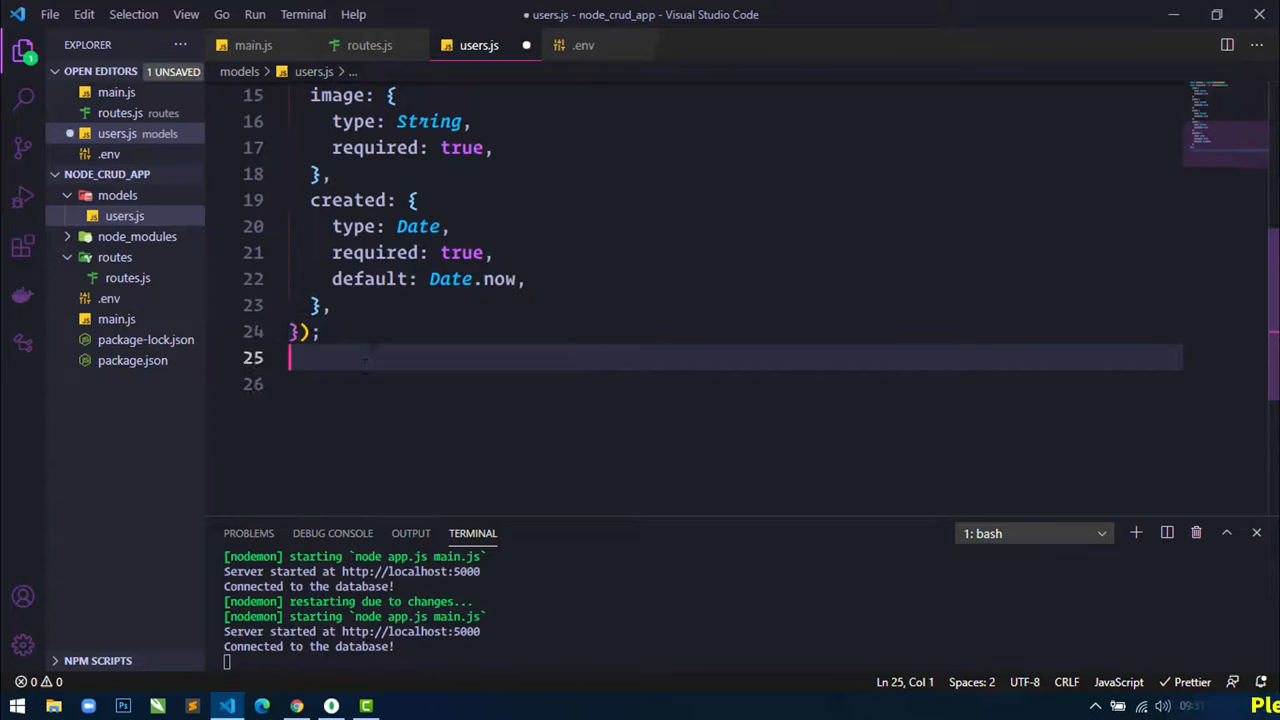 File Edit Selection View Go Run Terminal Help
● users.js - node_crud_app - Visual Studio Code
EXPLORER
main.js
routes.js
users.js
.env
OPEN EDITORS 1 UNSAVED
models > users.js > ...
main.js
routes.js routes
users.js models
.env
NODE_CRUD_APP
models
users.js
node_modules
routes
routes.js
.env
main.js
package-lock.json
package.json
NPM SCRIPTS
15 image: {
16 type: String,
17 required: true,
18 },
19 created: {
20 type: Date,
21 required: true,
22 default: Date.now,
23 },
24 });
25
26
PROBLEMS DEBUG CONSOLE OUTPUT TERMINAL
1: bash
[nodemon] starting `node app.js main.js`
Server started at http://localhost:5000
Connected to the database!
[nodemon] restarting due to changes...
[nodemon] starting `node app.js main.js`
Server started at http://localhost:5000
Connected to the database!
0 0
Ln 25, Col 1 Spaces: 2 UTF-8 CRLF JavaScript Prettier
Ps